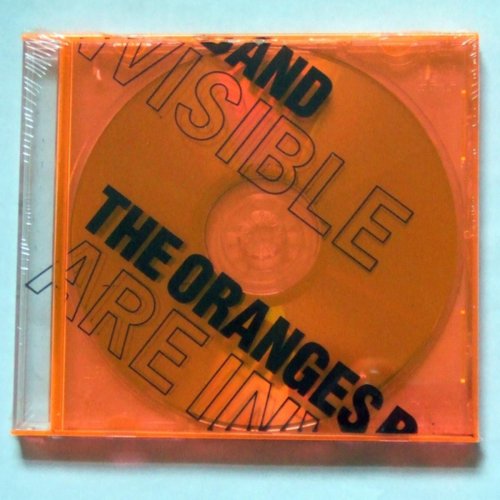 BAND
VISIBLE
THE ORANGES B
ARE IN